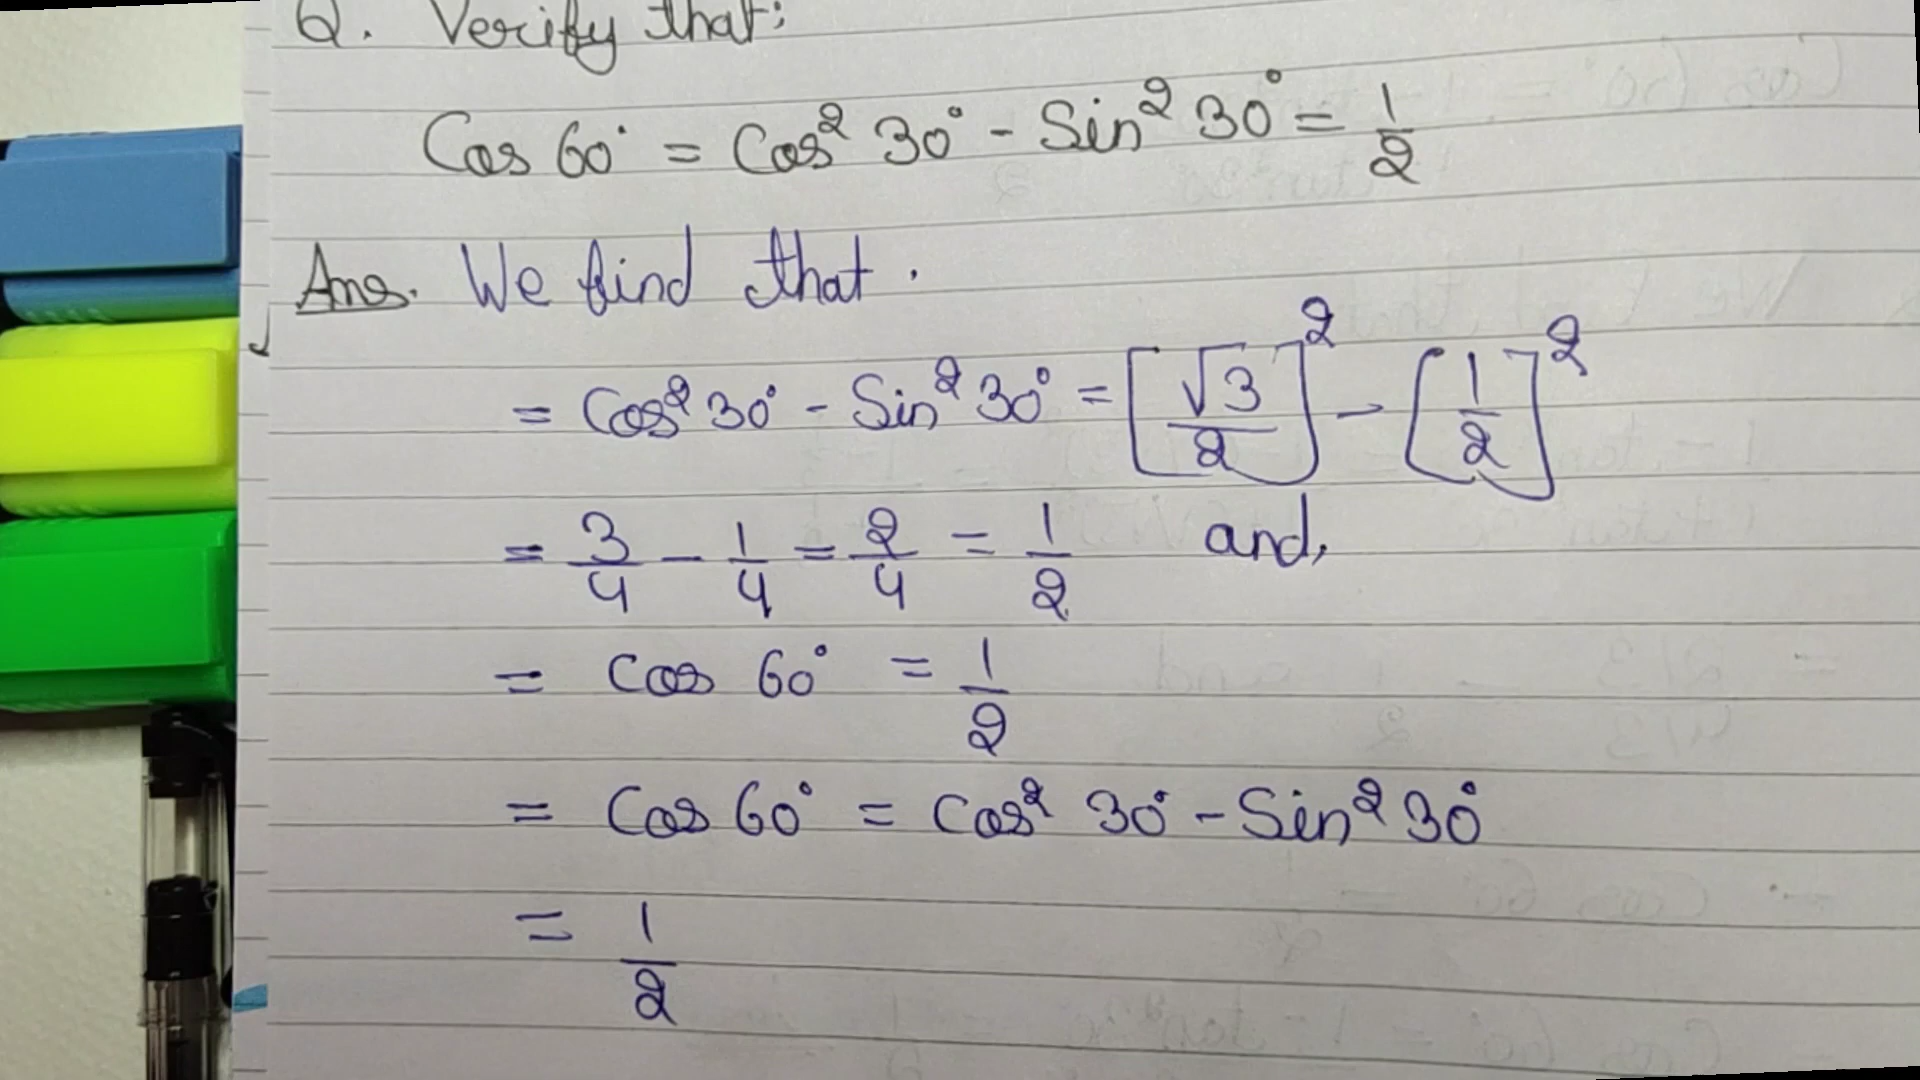 Q. Verify that:
Cos 60° = Cos² 30° - Sin² 30° = 1/2
Ans. We find that.
= Cos² 30° - Sin² 30° = [√3/2]² - [1/2]²
= 3/4 - 1/4 = 2/4 = 1/2 and,
= Cos 60° = 1/2
= Cos 60° = Cos² 30° - Sin² 30°
= 1/2